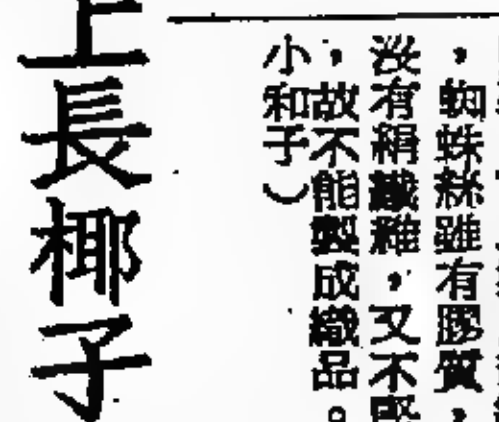 ，蜘蛛絲雖有膠質，
沒有絹纖維，又不堅
，故不能製成織品。
小和子）
上長椰子